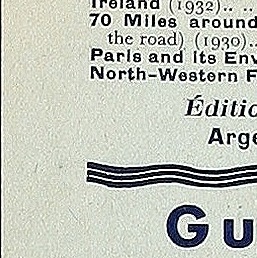 Ireland (1932).. ..
70 Miles around
the road) (1930)..
Paris and its Env
North-Western F
Éditio
Arge
Gu